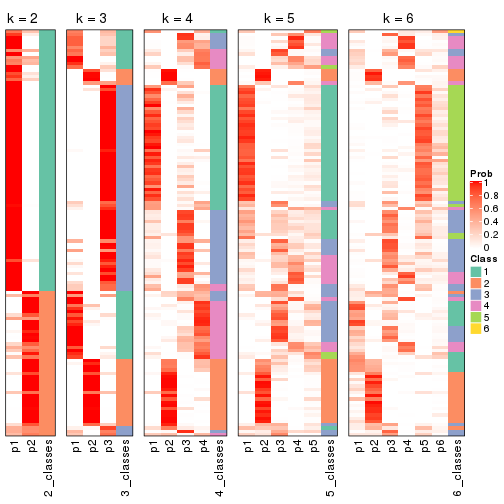 k = 2
k = 3
k = 4
k = 5
k = 6
p1
p2
2_classes
p1
p2
p3
3_classes
p1
p2
p3
p4
4_classes
p1
p2
p3
p4
p5
5_classes
p1
p2
p3
p4
p5
p6
6_classes
Prob
1
0.8
0.6
0.4
0.2
0
Class
1
2
3
4
5
6